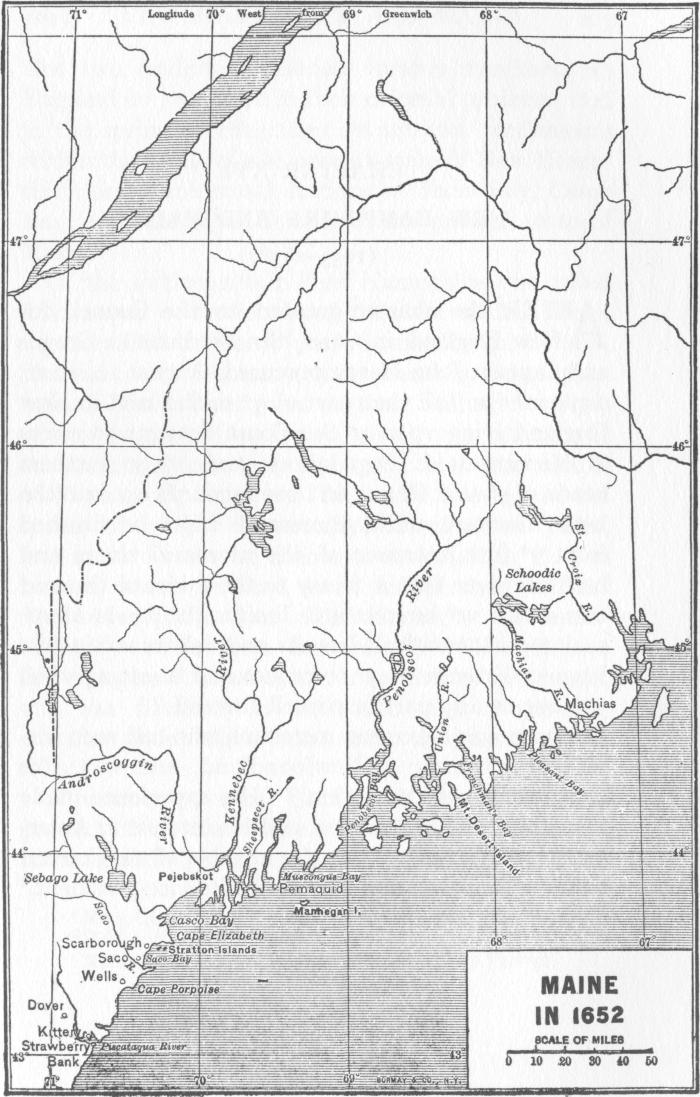 71° 70° 69° 68° 67
Longitude West from Greenwich
47° 47°
46° 46°
St. Croix R.
River
Schoodic
Lakes
45° 45°
River
Penobscot
Machias R.
Union R.
Machias
Pleasant Bay
Androscoggin
River
Kennebec
Sheepscot R.
Penobscot Bay
Frenchman's Bay
Mt. Desert Island
44° 44°
Sebago Lake
Pejebskot
Muscongus Bay
Pemaquid
Manhegan I.
Saco R.
Casco Bay
Cape Elizabeth
Scarborough
Stratton Islands
Saco
Saco Bay
Wells
Cape Porpoise
68° 67°
Dover
Kittery
Strawberry
Bank
Piscataqua River
43° 43°
71° 70° 69°
BORMAY & CO., N.Y.
MAINE
IN 1652
SCALE OF MILES
0 10 20 30 40 50